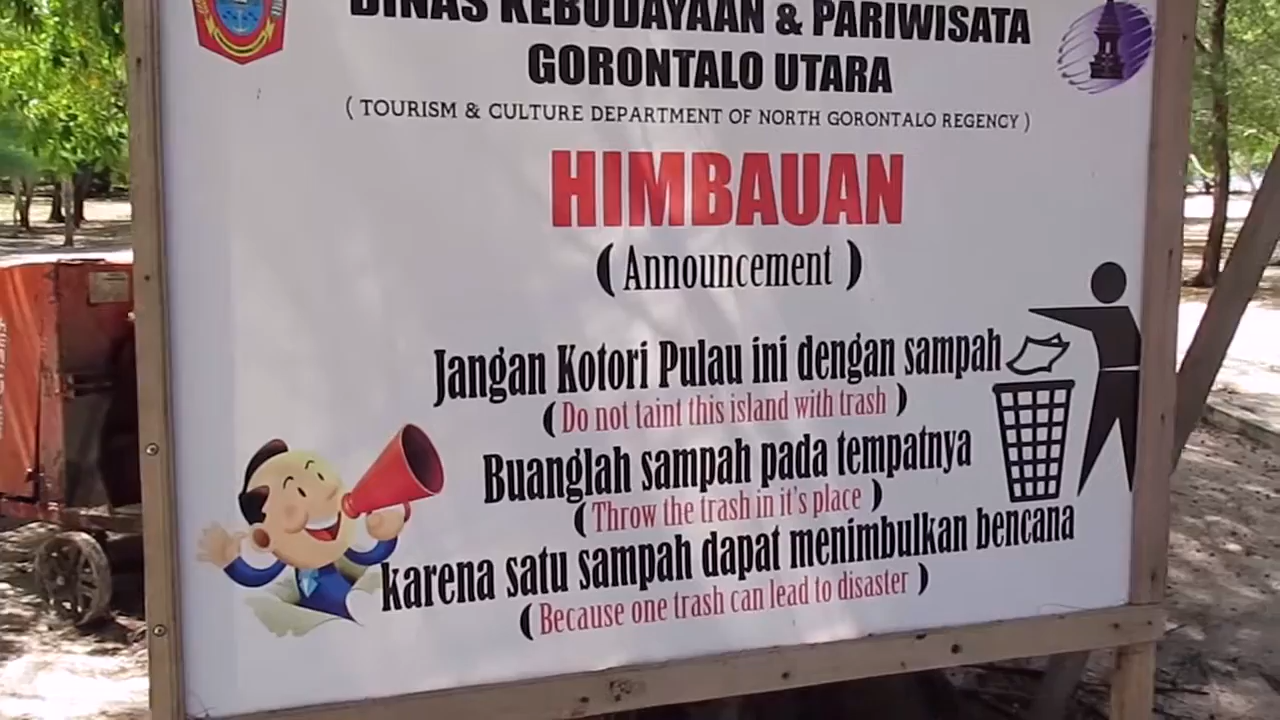 DINAS KEBUDAYAAN & PARIWISATA
GORONTALO UTARA
( TOURISM & CULTURE DEPARTMENT OF NORTH GORONTALO REGENCY )
HIMBAUAN
( Announcement )
Jangan Kotori Pulau ini dengan sampah
( Do not taint this island with trash )
Buanglah sampah pada tempatnya
( Throw the trash in it's place )
karena satu sampah dapat menimbulkan bencana
( Because one trash can lead to disaster )